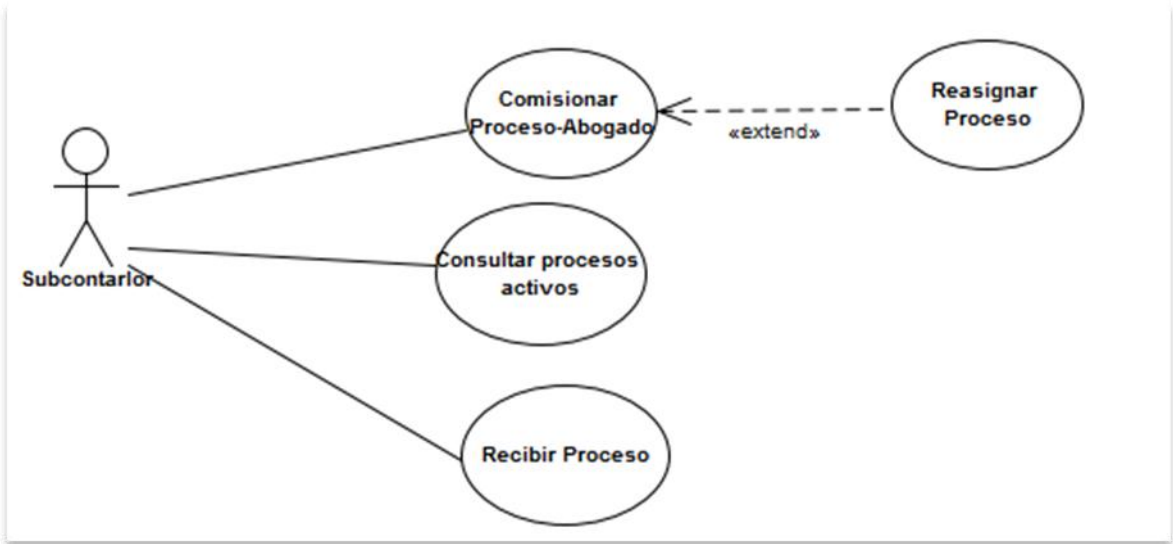 Comisionar
Proceso-Abogado
«extend»
Reasignar
Proceso
Subcontarlor
Consultar procesos
activos
Recibir Proceso